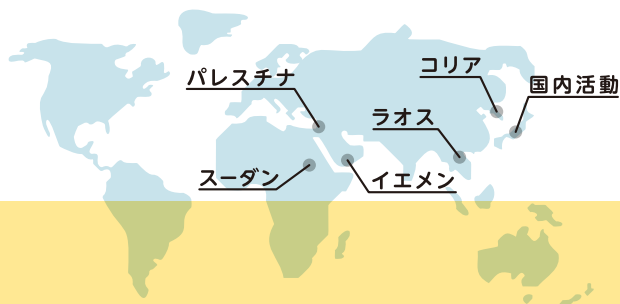 パレスチナ
コリア
国内活動
ラオス
スーダン
イエメン